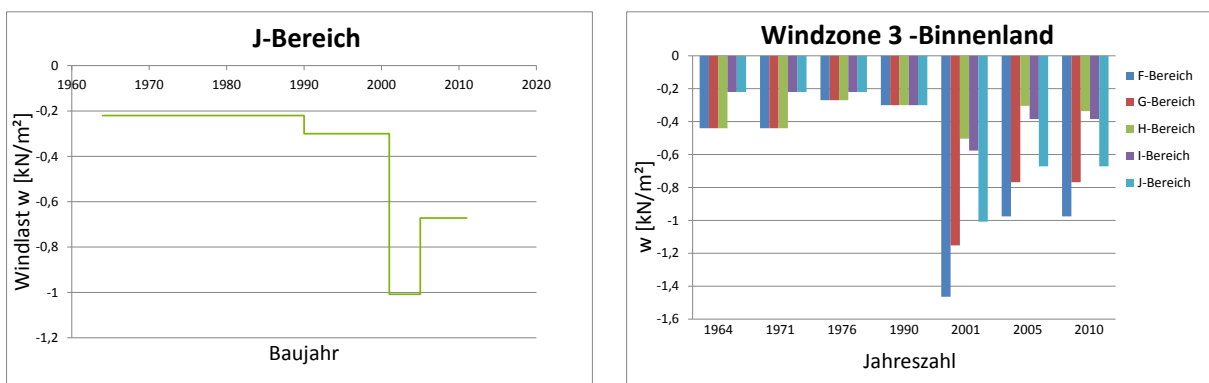 J-Bereich
0
1960 1970 1980 1990 2000 2010 2020
-0,2
-0,4
-0,6
-0,8
-1
-1,2
Windlast w [kN/m²]
Baujahr
Windzone 3 -Binnenland
0
-0,2
-0,4
-0,6
-0,8
-1
-1,2
-1,4
-1,6
w [kN/m²]
1964 1971 1976 1990 2001 2005 2010
Jahreszahl
F-Bereich
G-Bereich
H-Bereich
I-Bereich
J-Bereich